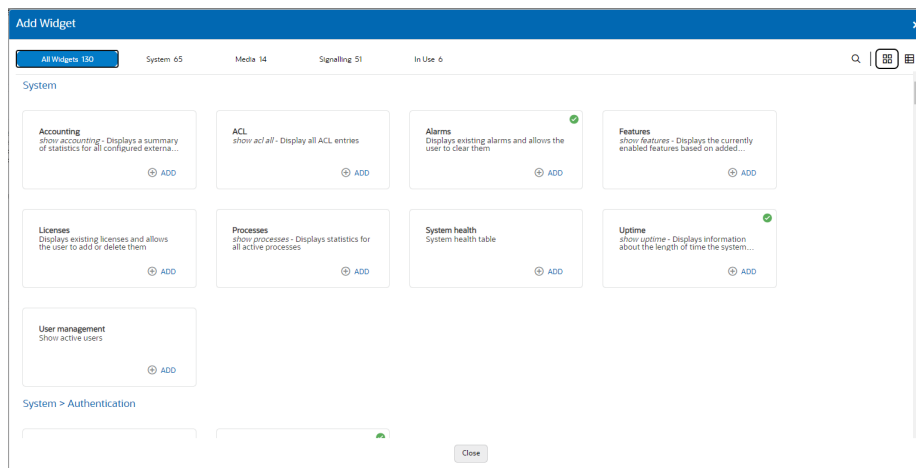 Add Widget
All Widgets 130
System 65
Media 14
Signalling 51
In Use 6
System
Accounting
show accounting - Displays a summary
of statistics for all configured externa...
ADD
ACL
show acl all - Display all ACL entries
ADD
Alarms
Displays existing alarms and allows the
user to clear them
ADD
Features
show features - Displays the currently
enabled features based on added...
ADD
Licenses
Displays existing licenses and allows
the user to add or delete them
ADD
Processes
show processes - Displays statistics for
all active processes
ADD
System health
System health table
ADD
Uptime
show uptime - Displays information
about the length of time the system...
ADD
User management
Show active users
ADD
System > Authentication
Close